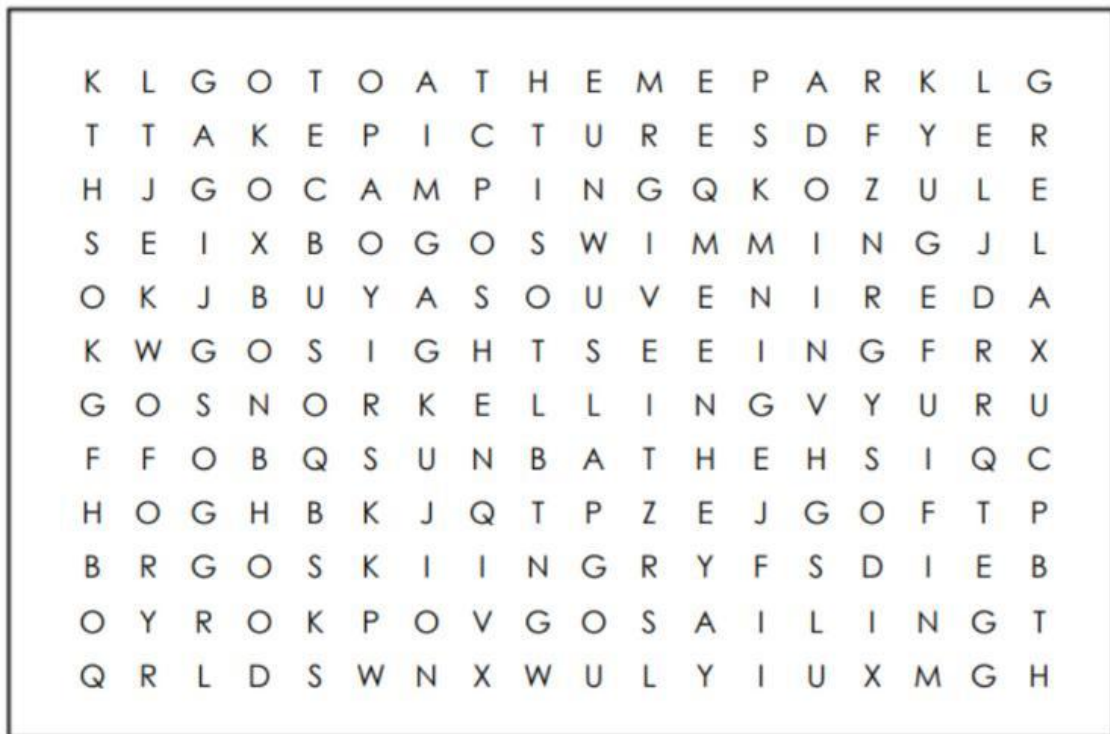 K L G O T O A T H E M E P A R K L G
T T A K E P I C T U R E S D F Y E R
H J G O C A M P I N G Q K O Z U L E
S E I X B O G O S W I M M I N G J L
O K J B U Y A S O U V E N I R E D A
K W G O S I G H T S E E I N G F R X
G O S N O R K E L L I N G V Y U R U
F F O B Q S U N B A T H E H S I Q C
H O G H B K J Q T P Z E J G O F T P
B R G O S K I I N G R Y F S D I E B
O Y R O K P O V G O S A I L I N G T
Q R L D S W N X W U L Y I U X M G H